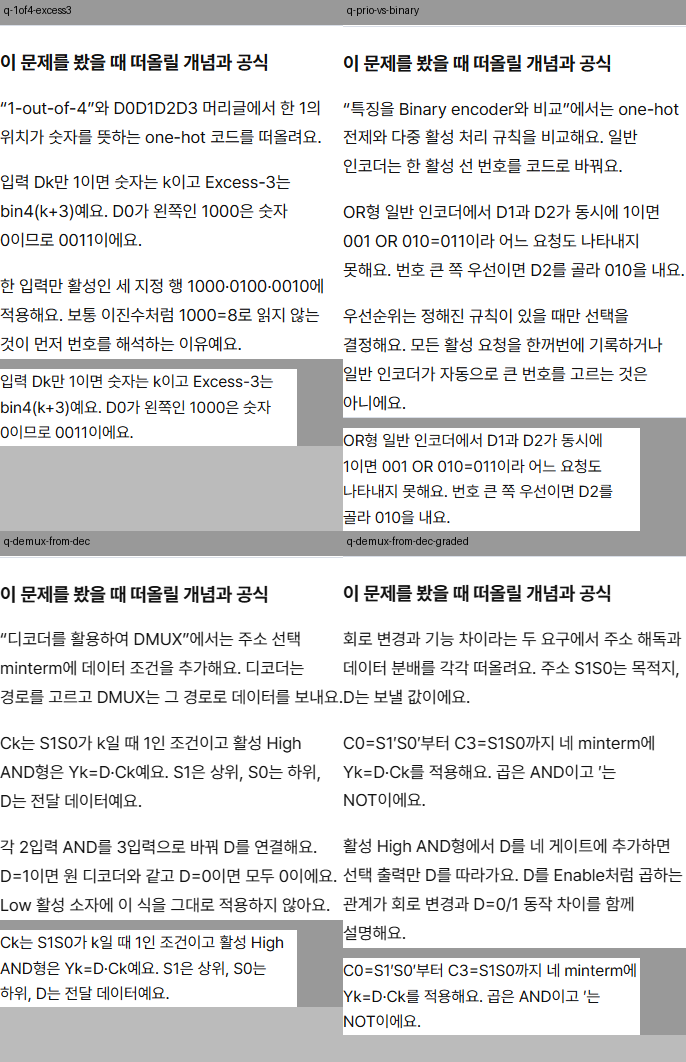 q-1of4-excess3
이 문제를 봤을 때 떠올릴 개념과 공식
“1-out-of-4”와 D0D1D2D3 머리글에서 한 1의
위치가 숫자를 뜻하는 one-hot 코드를 떠올려요.
입력 Dk만 1이면 숫자는 k이고 Excess-3는
bin4(k+3)예요. D0가 왼쪽인 1000은 숫자
0이므로 0011이에요.
한 입력만 활성인 세 지정 행 1000·0100·0010에
적용해요. 보통 이진수처럼 1000=8로 읽지 않는
것이 먼저 번호를 해석하는 이유예요.
입력 Dk만 1이면 숫자는 k이고 Excess-3는
bin4(k+3)예요. D0가 왼쪽인 1000은 숫자
0이므로 0011이에요.
q-prio-vs-binary
이 문제를 봤을 때 떠올릴 개념과 공식
“특징을 Binary encoder와 비교”에서는 one-hot
전제와 다중 활성 처리 규칙을 비교해요. 일반
인코더는 한 활성 선 번호를 코드로 바꿔요.
OR형 일반 인코더에서 D1과 D2가 동시에 1이면
001 OR 010=011이라 어느 요청도 나타내지
못해요. 번호 큰 쪽 우선이면 D2를 골라 010을 내요.
우선순위는 정해진 규칙이 있을 때만 선택을
결정해요. 모든 활성 요청을 한꺼번에 기록하거나
일반 인코더가 자동으로 큰 번호를 고르는 것은
아니에요.
OR형 일반 인코더에서 D1과 D2가 동시에
1이면 001 OR 010=011이라 어느 요청도
나타내지 못해요. 번호 큰 쪽 우선이면 D2를
골라 010을 내요.
q-demux-from-dec
이 문제를 봤을 때 떠올릴 개념과 공식
“디코더를 활용하여 DMUX”에서는 주소 선택
minterm에 데이터 조건을 추가해요. 디코더는
경로를 고르고 DMUX는 그 경로로 데이터를 보내요.
Ck는 S1S0가 k일 때 1인 조건이고 활성 High
AND형은 Yk=D·Ck예요. S1은 상위, S0는 하위,
D는 전달 데이터예요.
각 2입력 AND를 3입력으로 바꿔 D를 연결해요.
D=1이면 원 디코더와 같고 D=0이면 모두 0이에요.
Low 활성 소자에 이 식을 그대로 적용하지 않아요.
Ck는 S1S0가 k일 때 1인 조건이고 활성 High
AND형은 Yk=D·Ck예요. S1은 상위, S0는
하위, D는 전달 데이터예요.
q-demux-from-dec-graded
이 문제를 봤을 때 떠올릴 개념과 공식
회로 변경과 기능 차이라는 두 요구에서 주소 해독과
데이터 분배를 각각 떠올려요. 주소 S1S0는 목적지,
D는 보낼 값이에요.
C0=S1′S0′부터 C3=S1S0까지 네 minterm에
Yk=D·Ck를 적용해요. 곱은 AND이고 ′는
NOT이에요.
활성 High AND형에서 D를 네 게이트에 추가하면
선택 출력만 D를 따라가요. D를 Enable처럼 곱하는
관계가 회로 변경과 D=0/1 동작 차이를 함께
설명해요.
C0=S1′S0′부터 C3=S1S0까지 네 minterm에
Yk=D·Ck를 적용해요. 곱은 AND이고 ′는
NOT이에요.